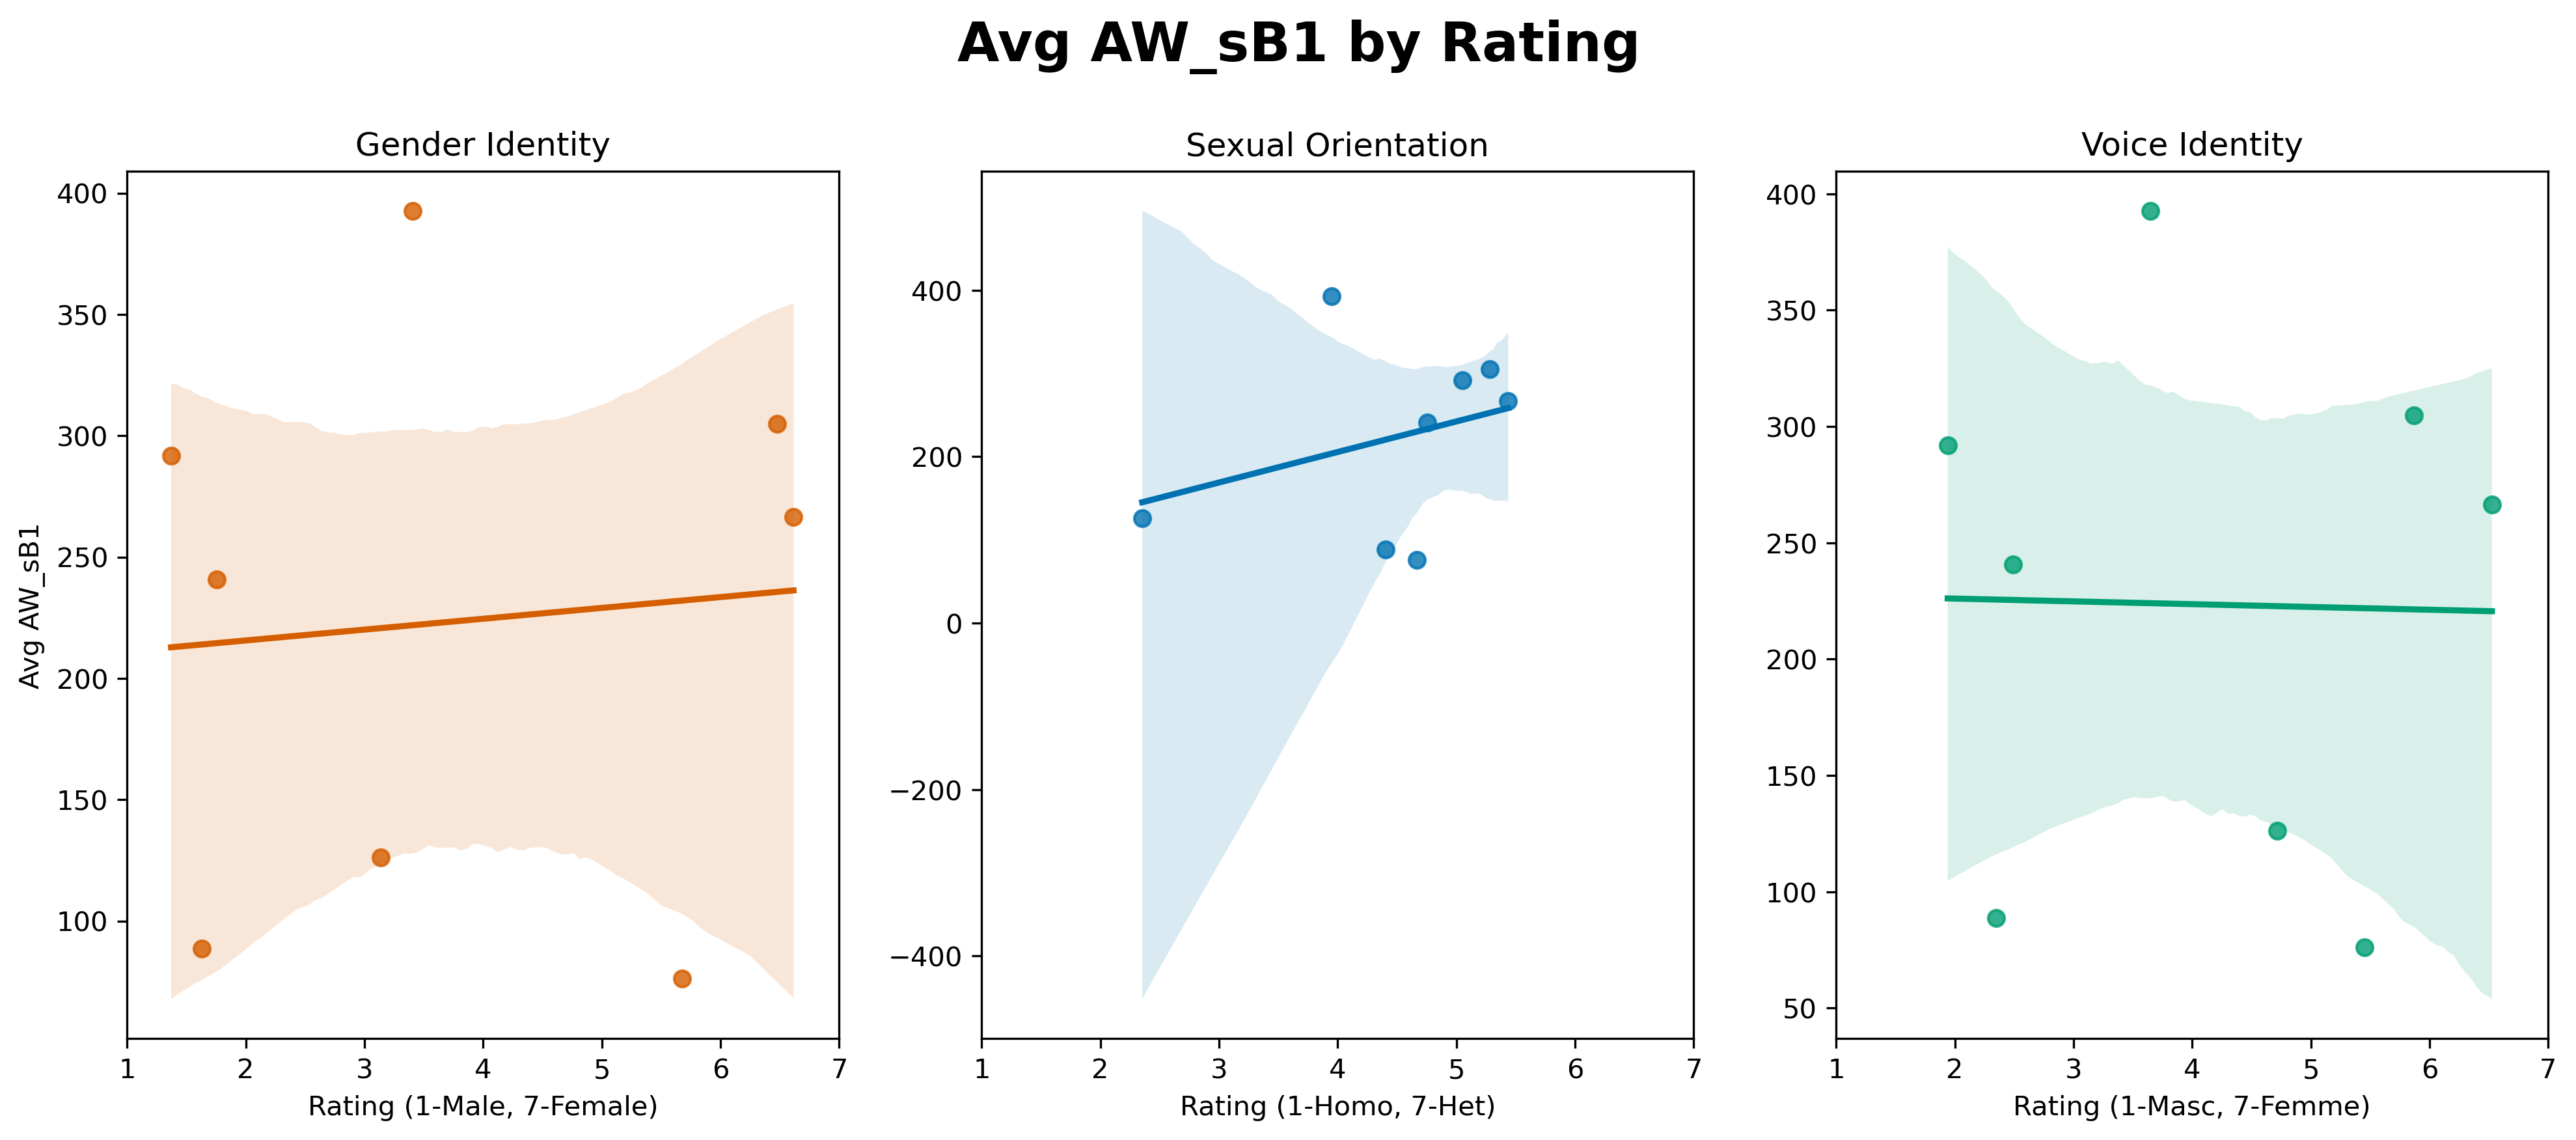 Avg AW_sB1 by Rating
Gender Identity
400
350
300
250
200
150
100
Avg AW_sB1
1 2 3 4 5 6 7
Rating (1-Male, 7-Female)
Sexual Orientation
400
200
0
−200
−400
1 2 3 4 5 6 7
Rating (1-Homo, 7-Het)
Voice Identity
400
350
300
250
200
150
100
50
1 2 3 4 5 6 7
Rating (1-Masc, 7-Femme)